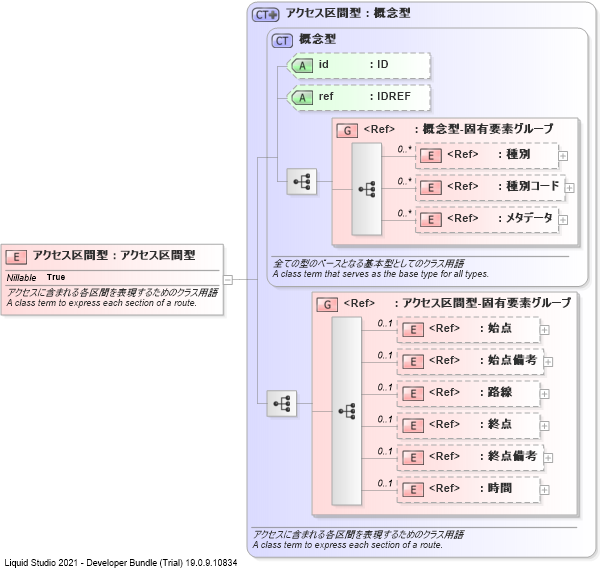 CT アクセス区間型 : 概念型
CT 概念型
A id : ID
A ref : IDREF
G <Ref> : 概念型-固有要素グループ
0..* E <Ref> : 種別
0..* E <Ref> : 種別コード
0..* E <Ref> : メタデータ
全ての型のベースとなる基本型としてのクラス用語
A class term that serves as the base type for all types.
E アクセス区間型 : アクセス区間型
Nillable True
アクセスに含まれる各区間を表現するためのクラス用語
A class term to express each section of a route.
G <Ref> : アクセス区間型-固有要素グループ
0..1 E <Ref> : 始点
0..1 E <Ref> : 始点備考
0..1 E <Ref> : 路線
0..1 E <Ref> : 終点
0..1 E <Ref> : 終点備考
0..1 E <Ref> : 時間
アクセスに含まれる各区間を表現するためのクラス用語
A class term to express each section of a route.
Liquid Studio 2021 - Developer Bundle (Trial) 19.0.9.10834